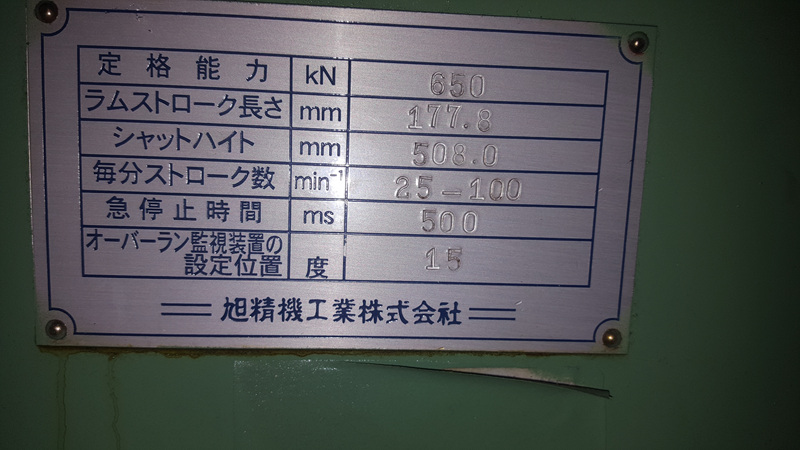 定格能力 kN 650
ラムストローク長さ mm 177.8
シャットハイト mm 508.0
毎分ストローク数 min⁻¹ 25-100
急停止時間 ms 500
オーバーラン監視装置の
設定位置 度 15
旭精機工業株式会社